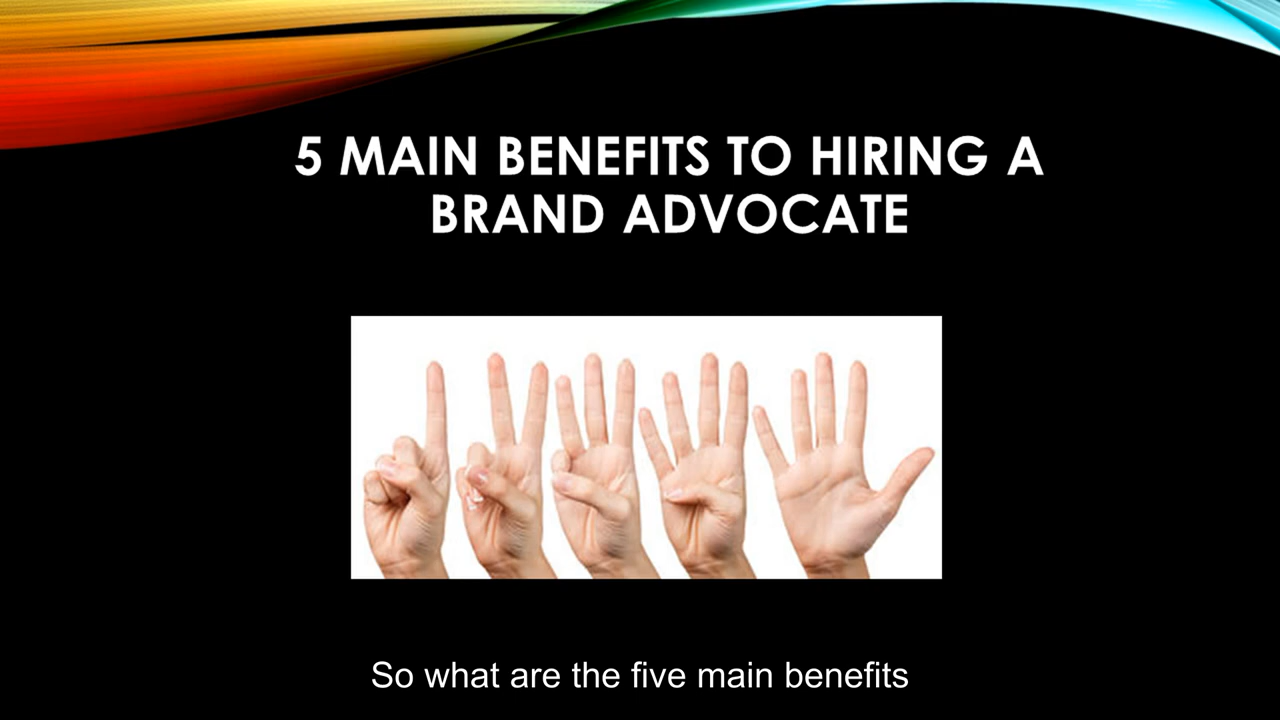 5 MAIN BENEFITS TO HIRING A
BRAND ADVOCATE
So what are the five main benefits